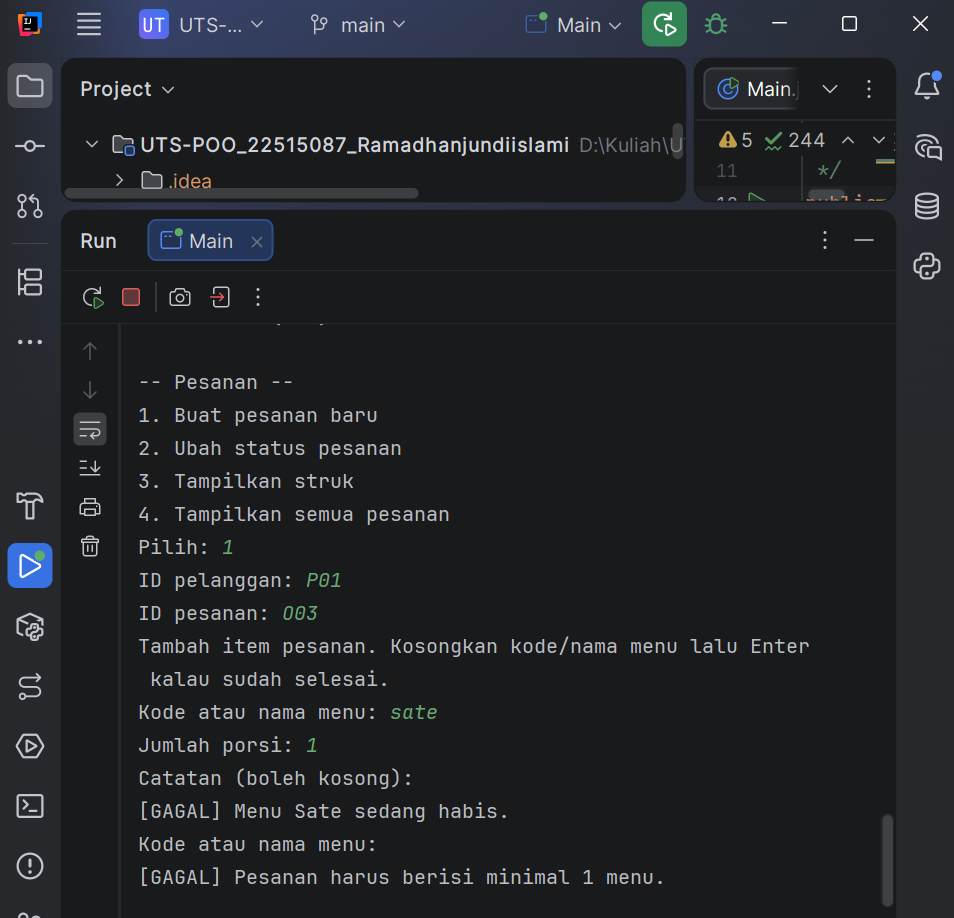 UT UTS-... main Main
Project
Main.j
UTS-POO_22515087_Ramadhanjundiislami D:\Kuliah\U
5 244
.idea
11 */
Run Main
-- Pesanan --
1. Buat pesanan baru
2. Ubah status pesanan
3. Tampilkan struk
4. Tampilkan semua pesanan
Pilih: 1
ID pelanggan: P01
ID pesanan: O03
Tambah item pesanan. Kosongkan kode/nama menu lalu Enter
kalau sudah selesai.
Kode atau nama menu: sate
Jumlah porsi: 1
Catatan (boleh kosong):
[GAGAL] Menu Sate sedang habis.
Kode atau nama menu:
[GAGAL] Pesanan harus berisi minimal 1 menu.